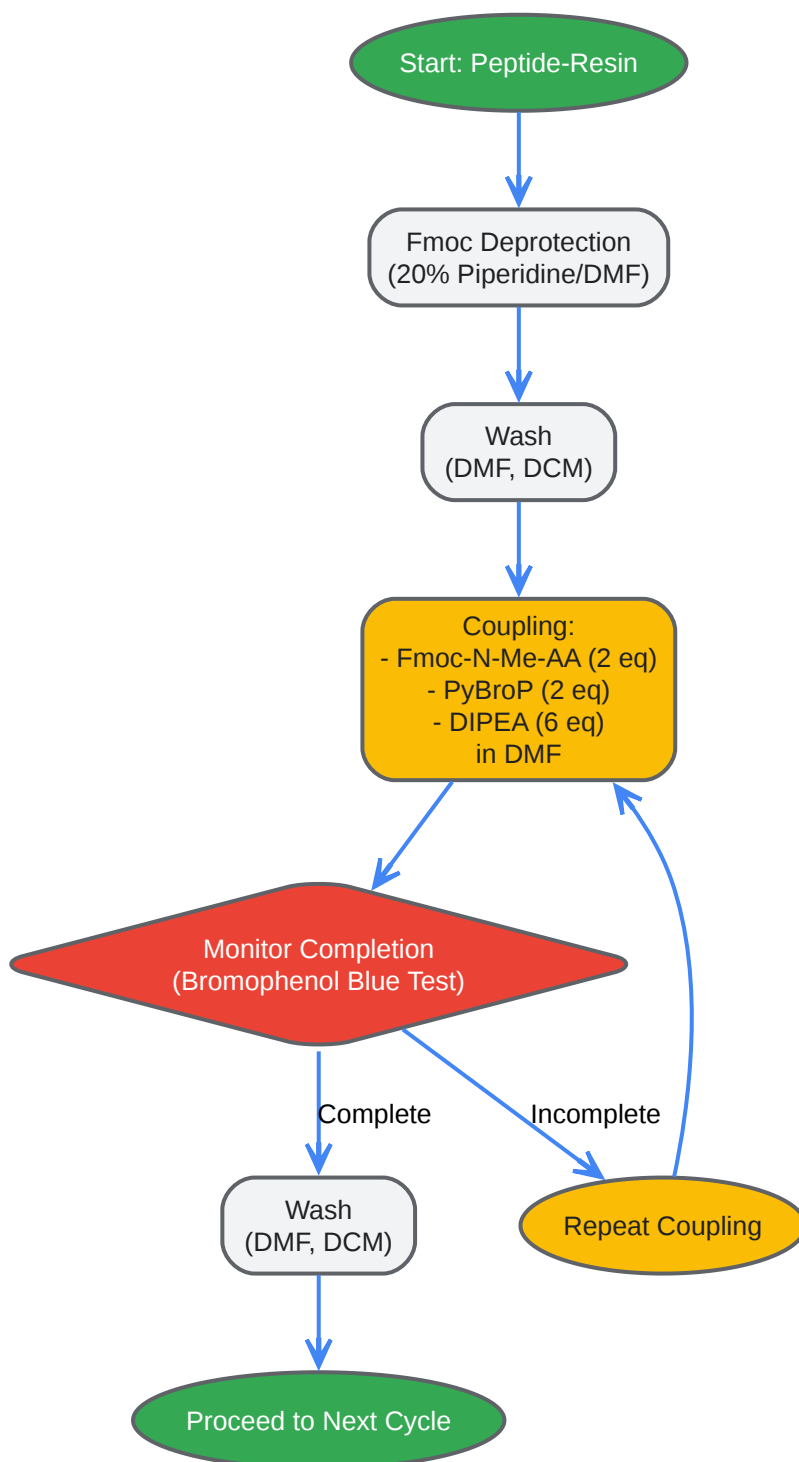 Start: Peptide-Resin
Fmoc Deprotection
(20% Piperidine/DMF)
Wash
(DMF, DCM)
Coupling:
- Fmoc-N-Me-AA (2 eq)
- PyBroP (2 eq)
- DIPEA (6 eq)
in DMF
Monitor Completion
(Bromophenol Blue Test)
Complete
Incomplete
Wash
(DMF, DCM)
Repeat Coupling
Proceed to Next Cycle